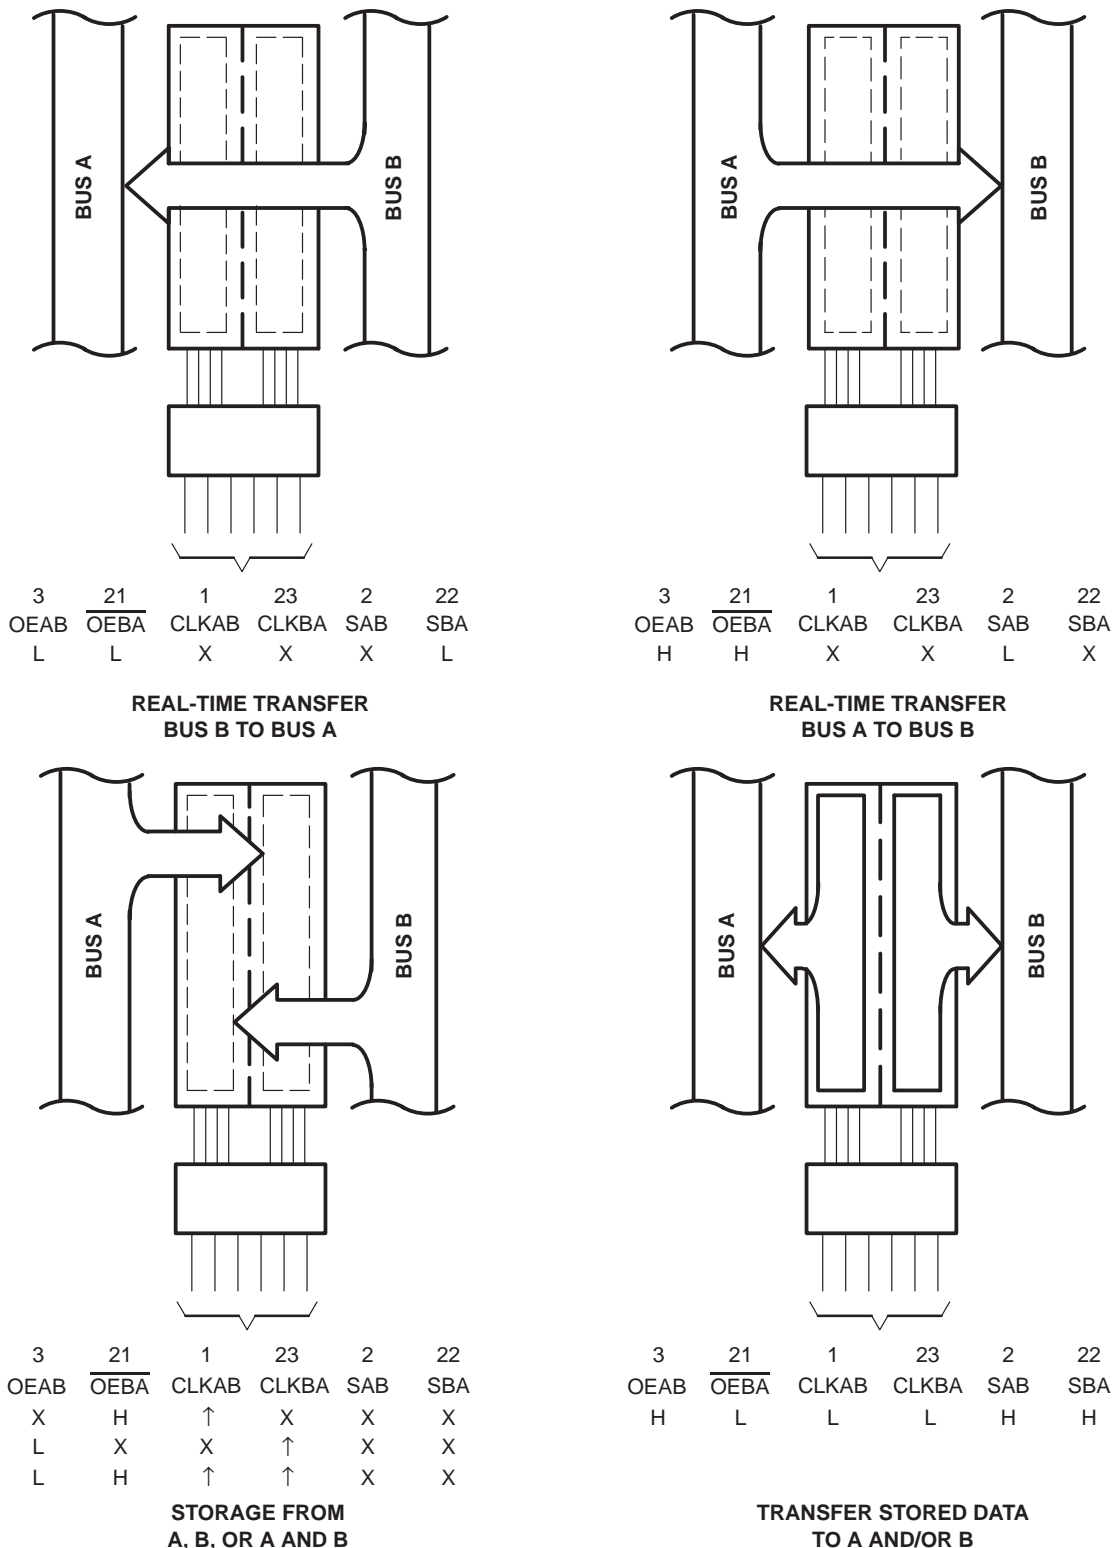 BUS A
BUS B
3 21 1 23 2 22
OEAB OEBA CLKAB CLKBA SAB SBA
L L X X X L
REAL-TIME TRANSFER
BUS B TO BUS A
BUS A
BUS B
3 21 1 23 2 22
OEAB OEBA CLKAB CLKBA SAB SBA
H H X X L X
REAL-TIME TRANSFER
BUS A TO BUS B
BUS A
BUS B
3 21 1 23 2 22
OEAB OEBA CLKAB CLKBA SAB SBA
X H ↑ X X X
L X X ↑ X X
L H ↑ ↑ X X
STORAGE FROM
A, B, OR A AND B
BUS A
BUS B
3 21 1 23 2 22
OEAB OEBA CLKAB CLKBA SAB SBA
H L L L H H
TRANSFER STORED DATA
TO A AND/OR B